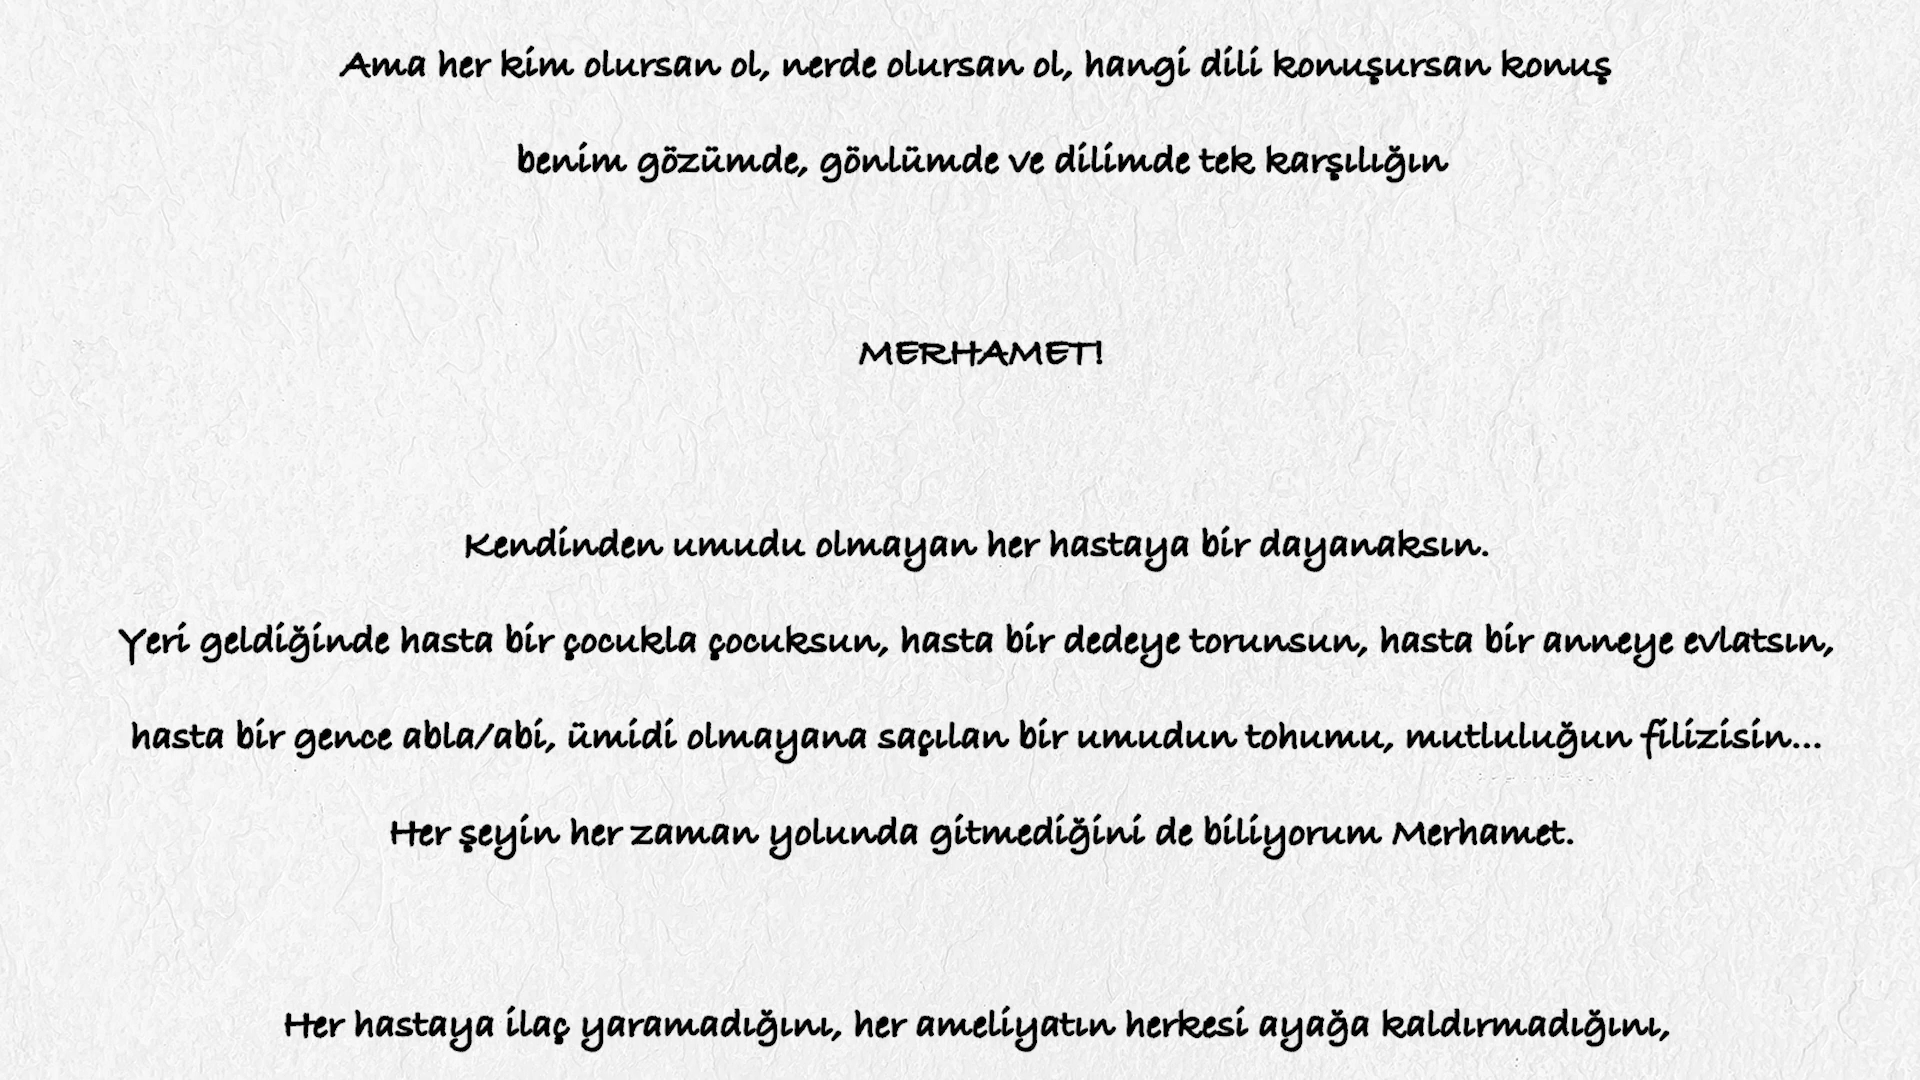 Ama her kim olursan ol, nerde olursan ol, hangi dili konuşursan konuş
benim gözümde, gönlümde ve dilimde tek karşılığın
MERHAMET!
Kendinden umudu olmayan her hastaya bir dayanaksın.
Yeri geldiğinde hasta bir çocukla çocuksun, hasta bir dedeye torunsun, hasta bir anneye evlatsın,
hasta bir gence abla/abi, ümidi olmayana saçılan bir umudun tohumu, mutluluğun filizisin...
Her şeyin her zaman yolunda gitmediğini de biliyorum Merhamet.
Her hastaya ilaç yaramadığını, her ameliyatın herkesi ayağa kaldırmadığını,